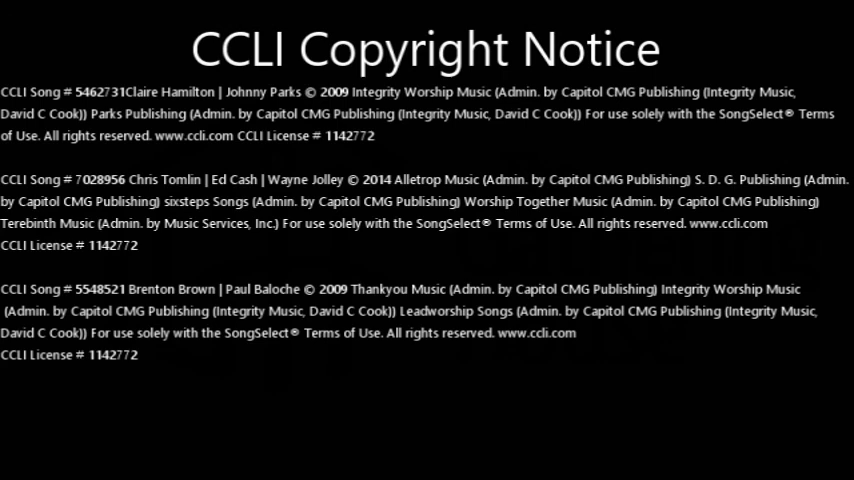 CCLI Copyright Notice
CCLI Song # 5462731Claire Hamilton | Johnny Parks © 2009 Integrity Worship Music (Admin. by Capitol CMG Publishing (Integrity Music,
David C Cook)) Parks Publishing (Admin. by Capitol CMG Publishing (Integrity Music, David C Cook)) For use solely with the SongSelect® Terms
of Use. All rights reserved. www.ccli.com CCLI License # 1142772
CCLI Song # 7028956 Chris Tomlin | Ed Cash | Wayne Jolley © 2014 Alletrop Music (Admin. by Capitol CMG Publishing) S. D. G. Publishing (Admin.
by Capitol CMG Publishing) sixsteps Songs (Admin. by Capitol CMG Publishing) Worship Together Music (Admin. by Capitol CMG Publishing)
Terebinth Music (Admin. by Music Services, Inc.) For use solely with the SongSelect® Terms of Use. All rights reserved. www.ccli.com
CCLI License # 1142772
CCLI Song # 5548521 Brenton Brown | Paul Baloche © 2009 Thankyou Music (Admin. by Capitol CMG Publishing) Integrity Worship Music
(Admin. by Capitol CMG Publishing (Integrity Music, David C Cook)) Leadworship Songs (Admin. by Capitol CMG Publishing (Integrity Music,
David C Cook)) For use solely with the SongSelect® Terms of Use. All rights reserved. www.ccli.com
CCLI License # 1142772